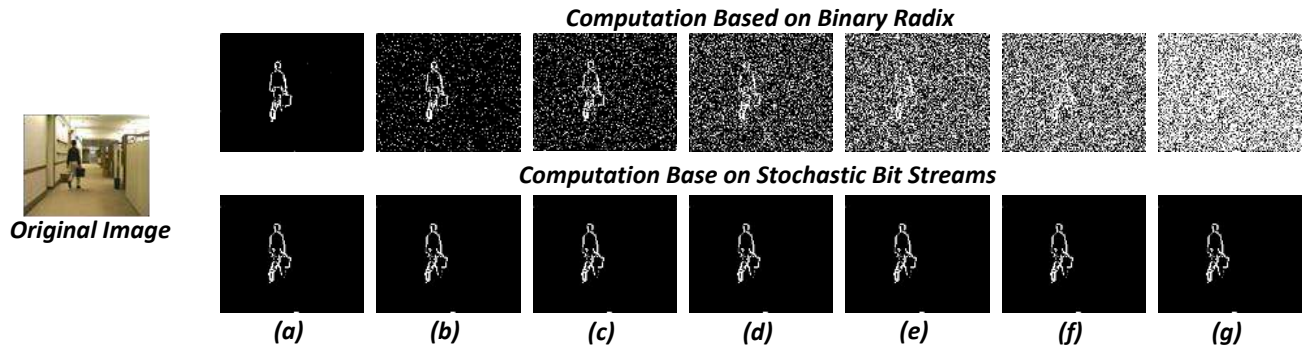 Computation Based on Binary Radix
Computation Base on Stochastic Bit Streams
Original Image
(a) (b) (c) (d) (e) (f) (g)